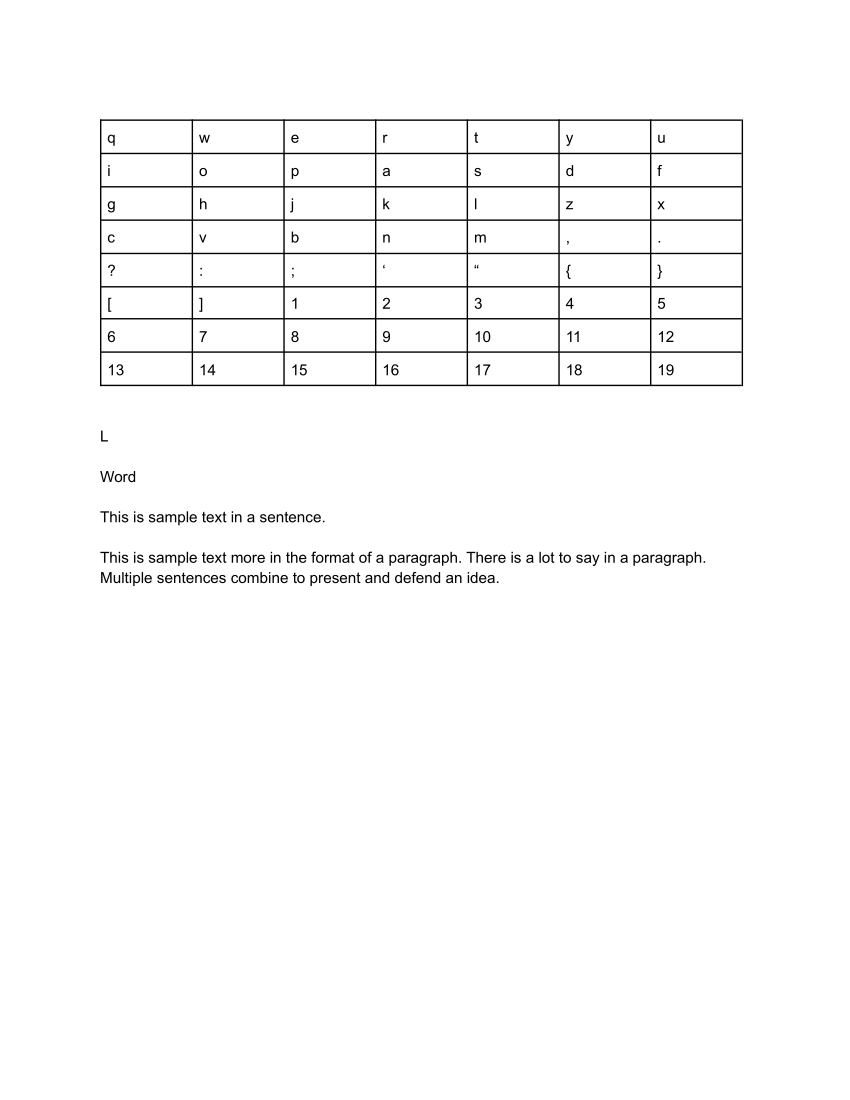 q w e r t y u
i o p a s d f
g h j k l z x
c v b n m , .
? : ; ‘ “ { }
[ ] 1 2 3 4 5
6 7 8 9 10 11 12
13 14 15 16 17 18 19
L
Word
This is sample text in a sentence.
This is sample text more in the format of a paragraph. There is a lot to say in a paragraph.
Multiple sentences combine to present and defend an idea.